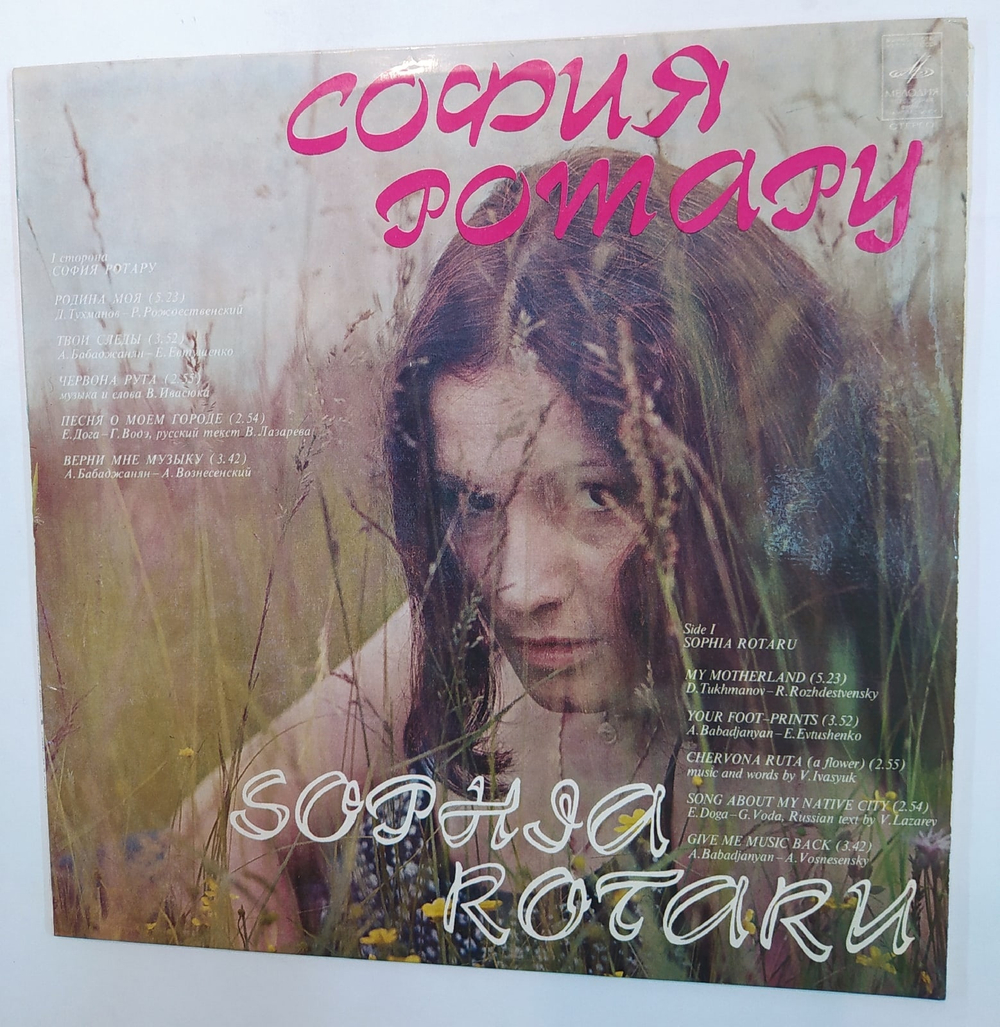 СОФИЯ
РОТАРУ
МЕЛОДИЯ
I сторона
СОФИЯ РОТАРУ
РОДИНА МОЯ (5.23)
Д.Тухманов – Р.Рождественский
ТВОИ СЛЕДЫ (3.52)
А.Бабаджанян – Е.Евтушенко
ЧЕРВОНА РУТА (2.55)
музыка и слова В.Ивасюка
ПЕСНЯ О МОЕМ ГОРОДЕ (2.54)
Е.Дога – Г.Водэ, русский текст В.Лазарева
ВЕРНИ МНЕ МУЗЫКУ (3.42)
А.Бабаджанян – А.Вознесенский
Side I
SOPHIA ROTARU
MY MOTHERLAND (5.23)
D.Tukhmanov – R.Rozhdestvensky
YOUR FOOT-PRINTS (3.52)
A.Babadjanyan – E.Evtushenko
CHERVONA RUTA (a flower) (2.55)
music and words by V.Ivasyuk
SONG ABOUT MY NATIVE CITY (2.54)
E.Doga – G.Voda, Russian text by V.Lazarev
GIVE ME MUSIC BACK (3.42)
A.Babadjanyan – A.Vosnesensky
SOPHIA
ROTARU